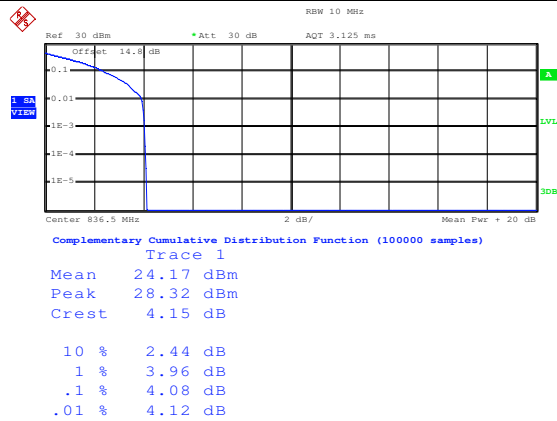 RBW 10 MHz
Ref 30 dBm * Att 30 dB AQT 3.125 ms
Offset 14.8 dB
0.1
A
0.01
1 SA
VIEW
1E-3
LVL
1E-4
1E-5
3DB
Center 836.5 MHz 2 dB/ Mean Pwr + 20 dB
Complementary Cumulative Distribution Function (100000 samples)
Trace 1
Mean 24.17 dBm
Peak 28.32 dBm
Crest 4.15 dB
10 % 2.44 dB
1 % 3.96 dB
.1 % 4.08 dB
.01 % 4.12 dB